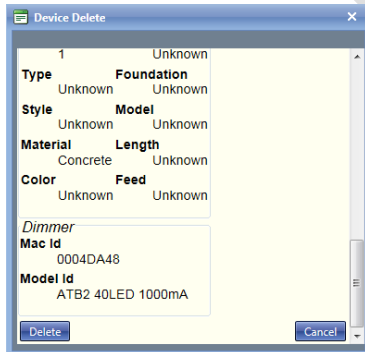 Device Delete
1 Unknown
Type Foundation
Unknown Unknown
Style Model
Unknown Unknown
Material Length
Concrete Unknown
Color Feed
Unknown Unknown
Dimmer
Mac Id
0004DA48
Model Id
ATB2 40LED 1000mA
Delete Cancel